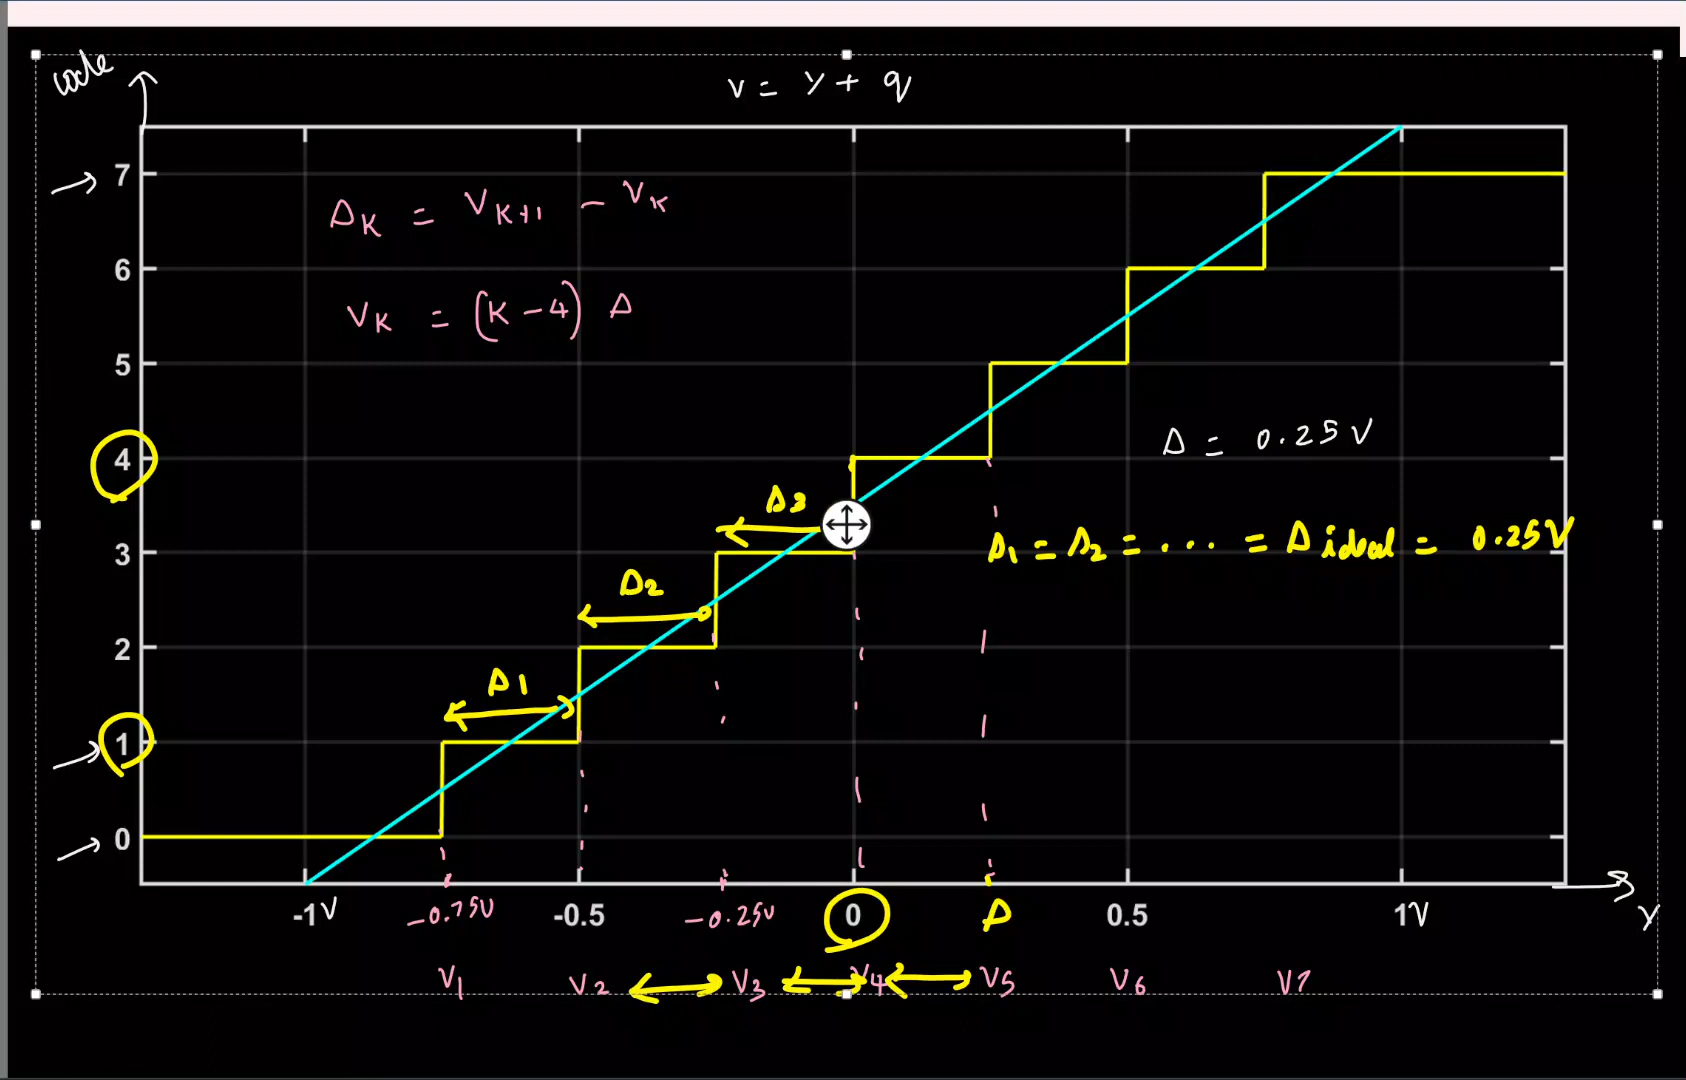 code
v = y + q
7
ΔK = VK+1 - VK
6
VK = (K-4) Δ
5
Δ = 0.25V
4
Δ3
Δ1 = Δ2 = ... = Δideal = 0.25V
3
Δ2
2
Δ1
1
0
-1V -0.75V -0.5 -0.25V 0 Δ 0.5 1V y
V1 V2 V3 V4 V5 V6 V7